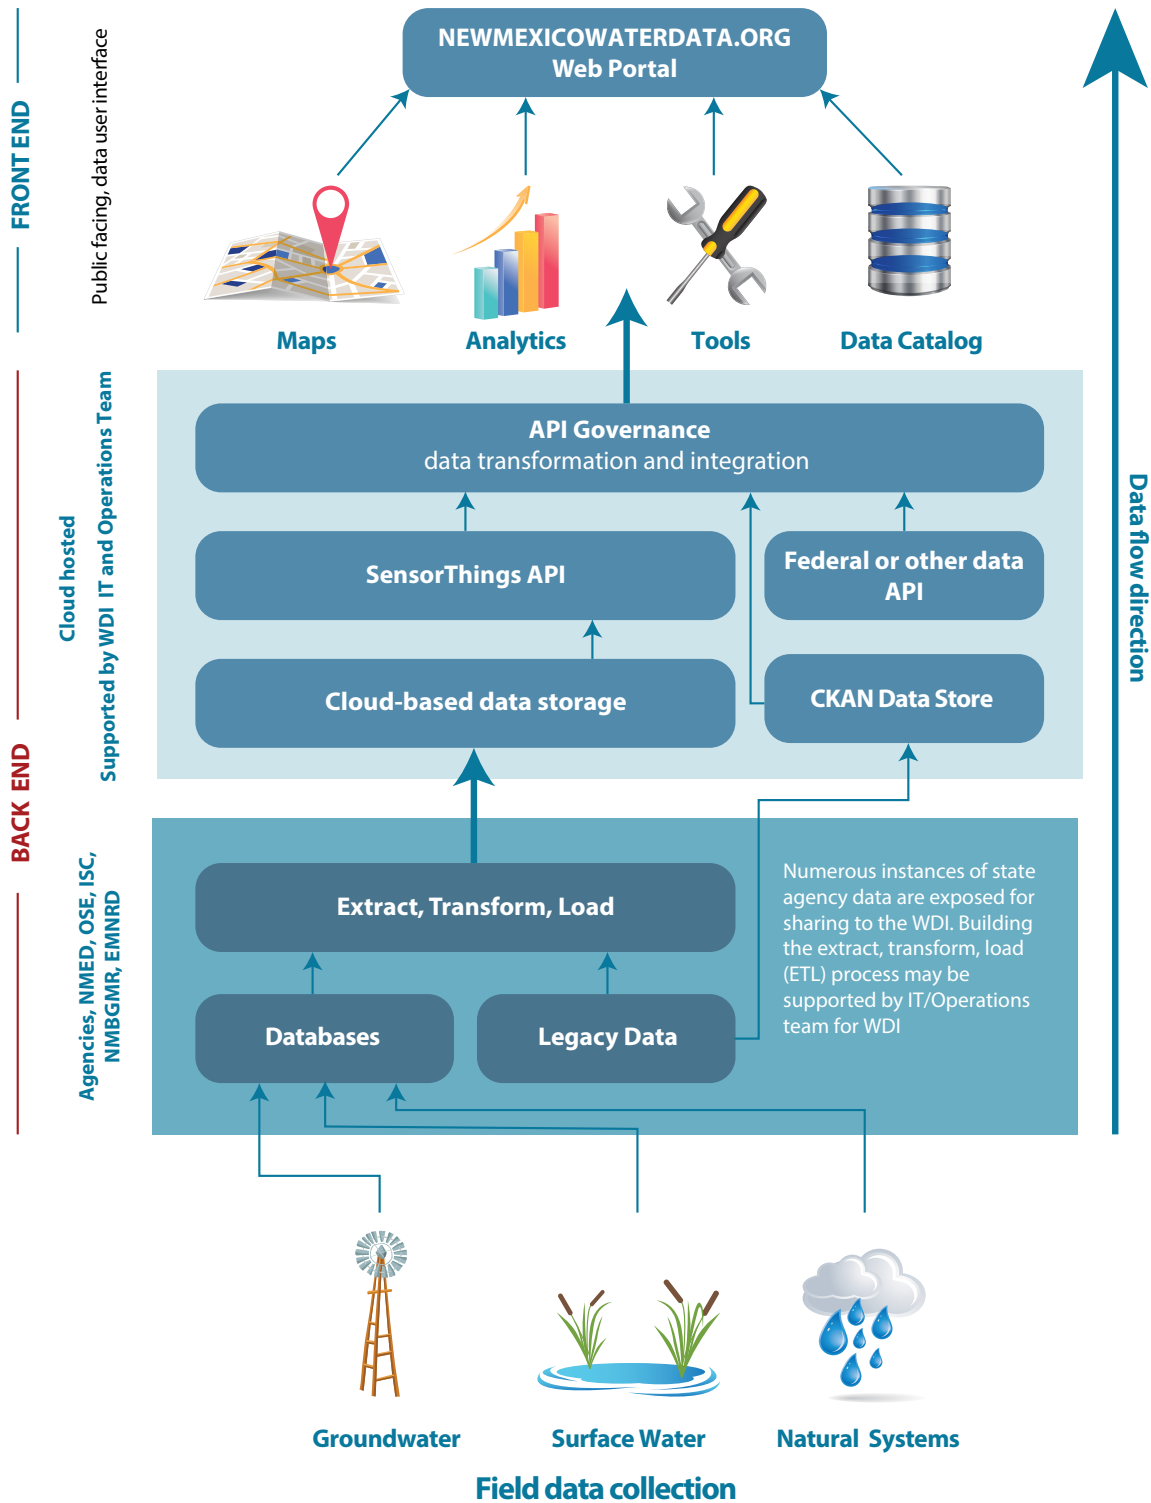 NEWMEXICOWATERDATA.ORG
Web Portal
FRONT END
Public facing, data user interface
Maps
Analytics
Tools
Data Catalog
BACK END
Cloud hosted
Supported by WDI IT and Operations Team
API Governance
data transformation and integration
SensorThings API
Federal or other data
API
Cloud-based data storage
CKAN Data Store
Data flow direction
Agencies, NMED, OSE, ISC,
NMBGMR, EMNRD
Extract, Transform, Load
Databases
Legacy Data
Numerous instances of state
agency data are exposed for
sharing to the WDI. Building
the extract, transform, load
(ETL) process may be
supported by IT/Operations
team for WDI
Groundwater
Surface Water
Natural Systems
Field data collection